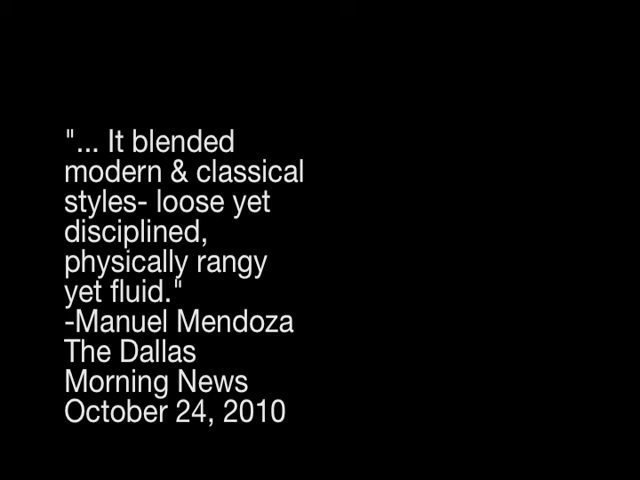 "... It blended
modern & classical
styles- loose yet
disciplined,
physically rangy
yet fluid."
-Manuel Mendoza
The Dallas
Morning News
October 24, 2010